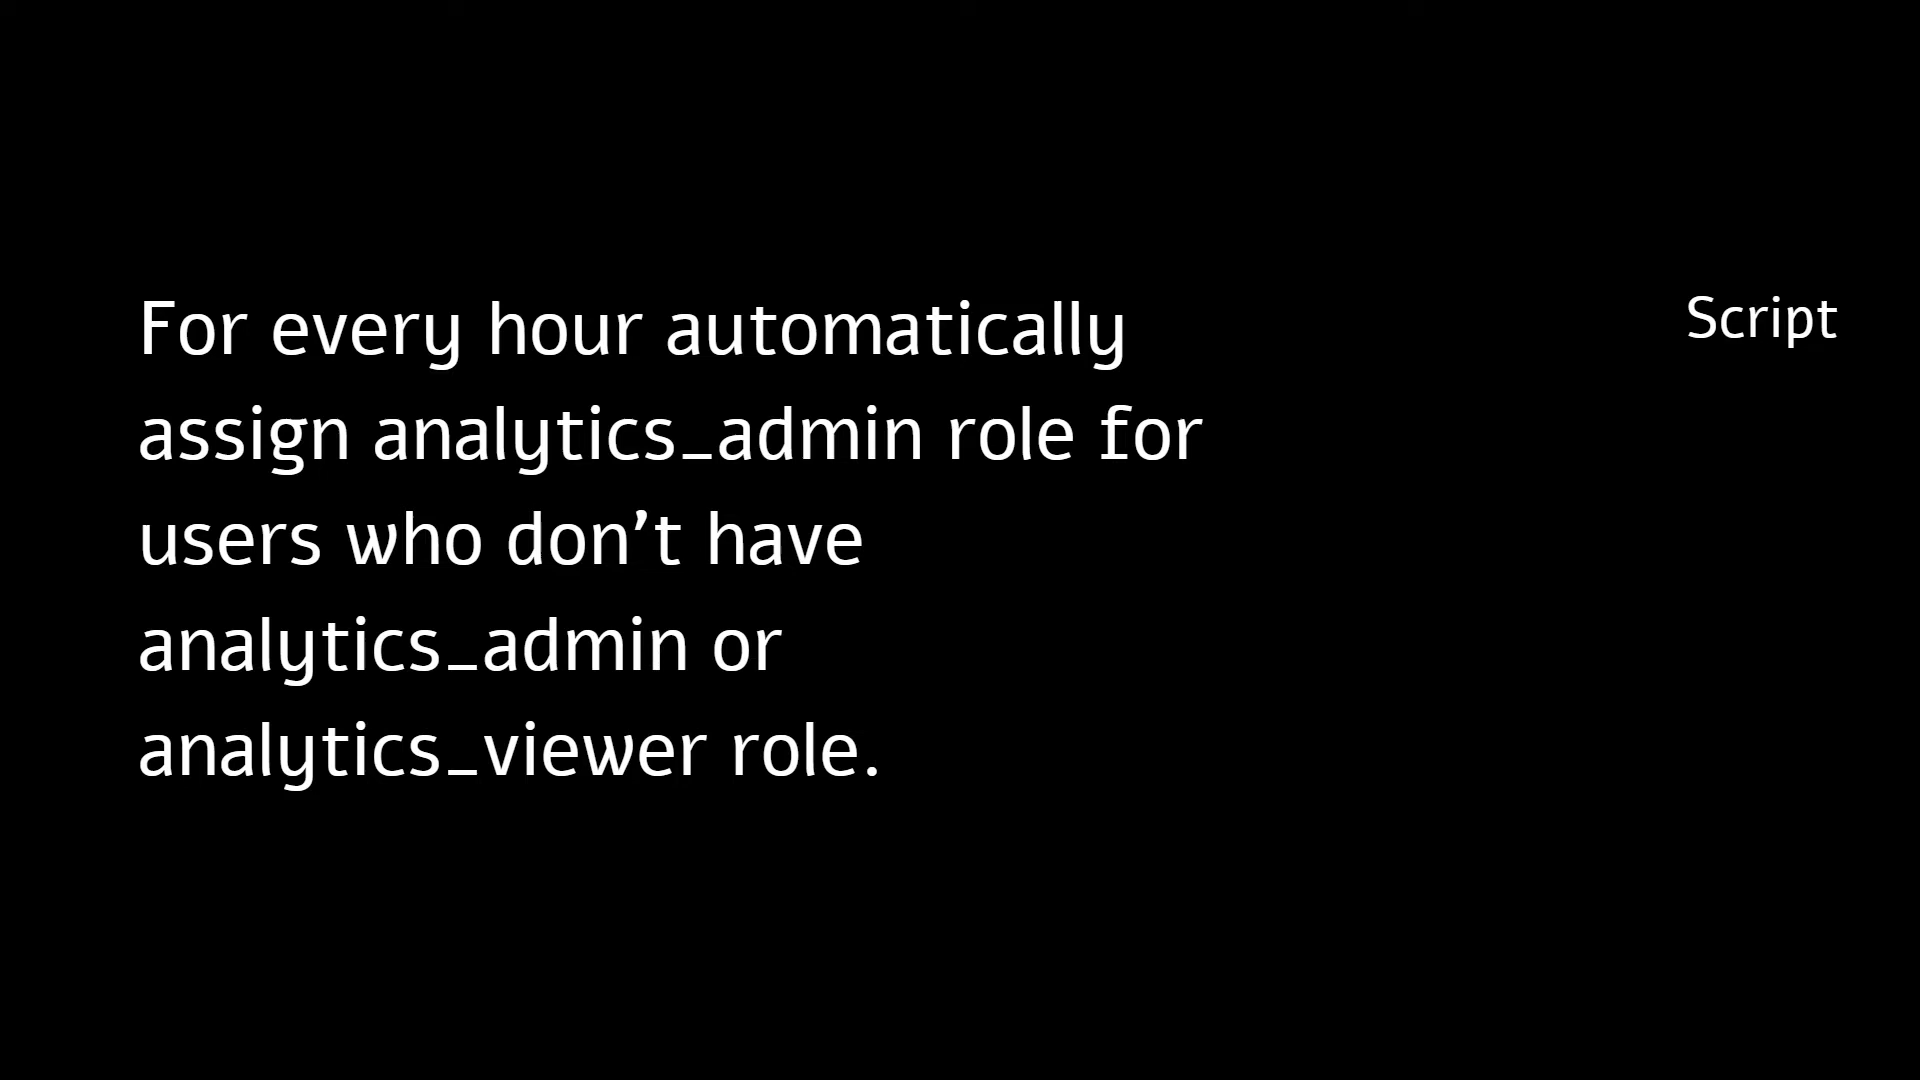 For every hour automatically
assign analytics_admin role for
users who don’t have
analytics_admin or
analytics_viewer role.
Script